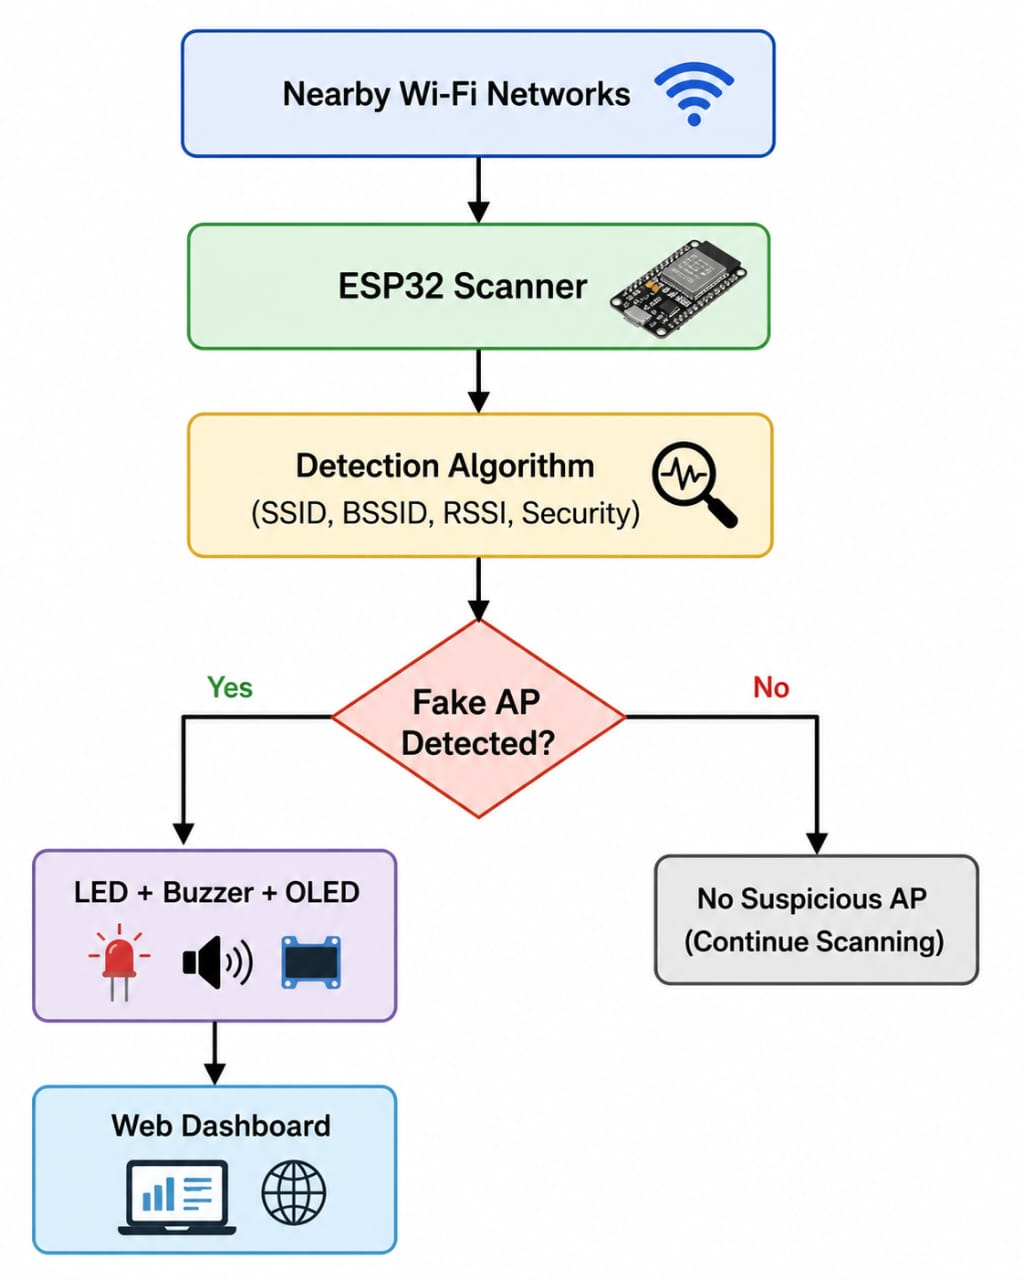 Nearby Wi-Fi Networks
ESP32 Scanner
Detection Algorithm
(SSID, BSSID, RSSI, Security)
Fake AP
Detected?
Yes
No
LED + Buzzer + OLED
No Suspicious AP
(Continue Scanning)
Web Dashboard